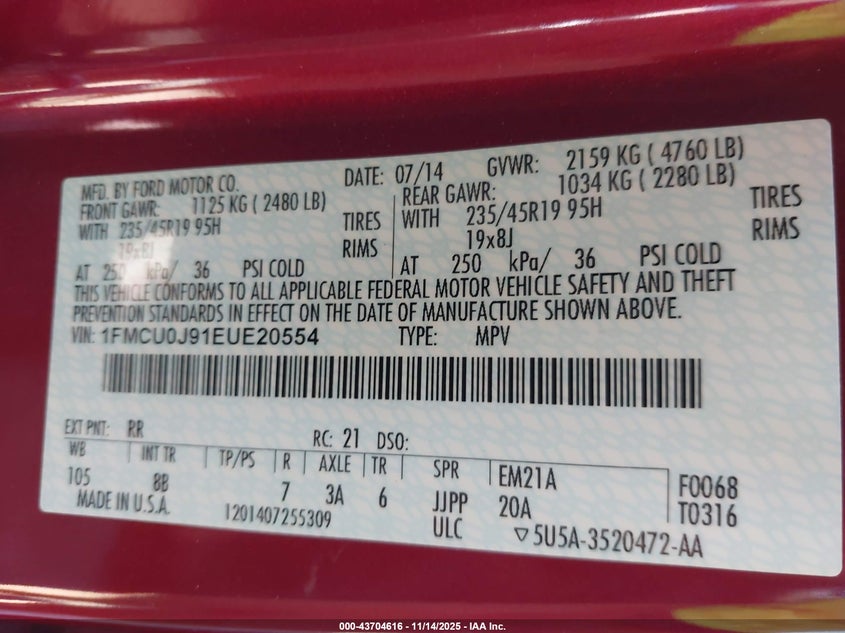 MFD. BY FORD MOTOR CO.
DATE: 07/14 GVWR: 2159 KG ( 4760 LB)
FRONT GAWR: 1125 KG ( 2480 LB)
WITH 235/45R19 95H TIRES
19x8J RIMS
AT 250 kPa/ 36 PSI COLD
REAR GAWR: 1034 KG ( 2280 LB)
WITH 235/45R19 95H TIRES
19x8J RIMS
AT 250 kPa/ 36 PSI COLD
THIS VEHICLE CONFORMS TO ALL APPLICABLE FEDERAL MOTOR VEHICLE SAFETY AND THEFT
PREVENTION STANDARDS IN EFFECT ON THE DATE OF MANUFACTURE SHOWN ABOVE.
VIN: 1FMCU0J91EUE20554 TYPE: MPV
EXT PNT: RR RC: 21 DSO:
WB INT TR TP/PS R AXLE TR SPR EM21A F0068
105 8B 7 3A 6 JJPP 20A T0316
MADE IN U.S.A. 1201407255309 ULC ▽5U5A-3520472-AA
000-43704616 - 11/14/2025 - IAA Inc.